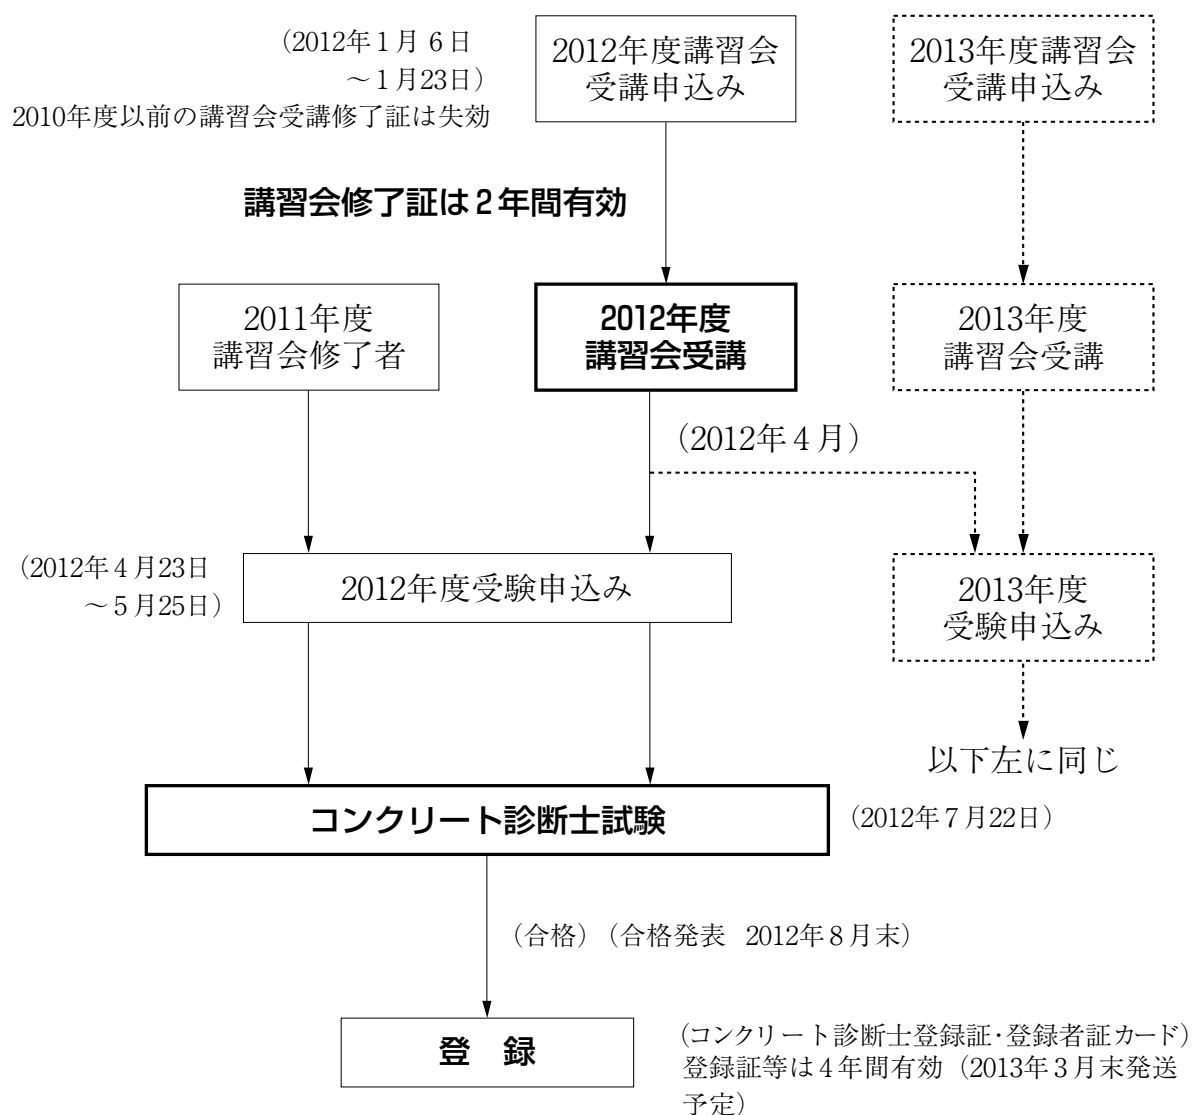 （2012年１月６日
～１月23日）
2010年度以前の講習会受講修了証は失効
2012年度講習会
受講申込み
2013年度講習会
受講申込み
講習会修了証は２年間有効
2011年度
講習会修了者
2012年度
講習会受講
2013年度
講習会受講
（2012年４月）
（2012年４月23日
～５月25日）
2012年度受験申込み
2013年度
受験申込み
以下左に同じ
コンクリート診断士試験
（2012年７月22日）
（合格）（合格発表 2012年８月末）
登　録
（コンクリート診断士登録証・登録者証カード）
登録証等は４年間有効（2013年３月末発送
予定）